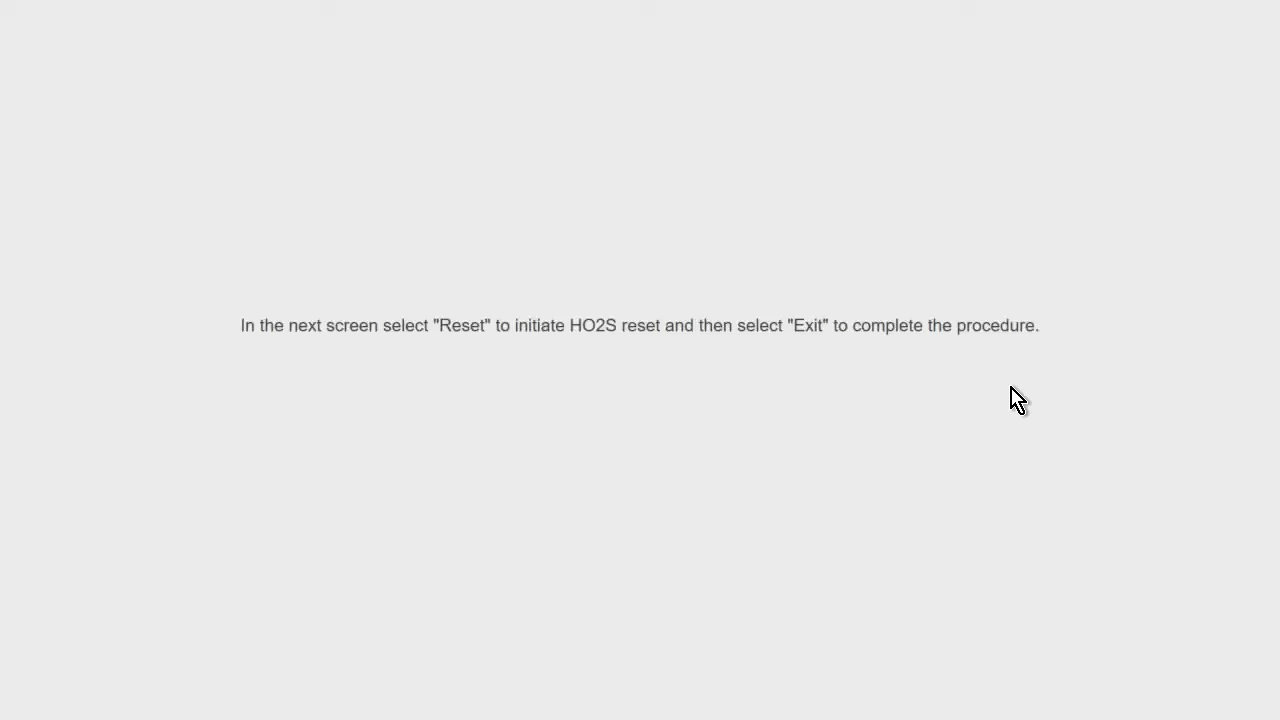 In the next screen select "Reset" to initiate HO2S reset and then select "Exit" to complete the procedure.